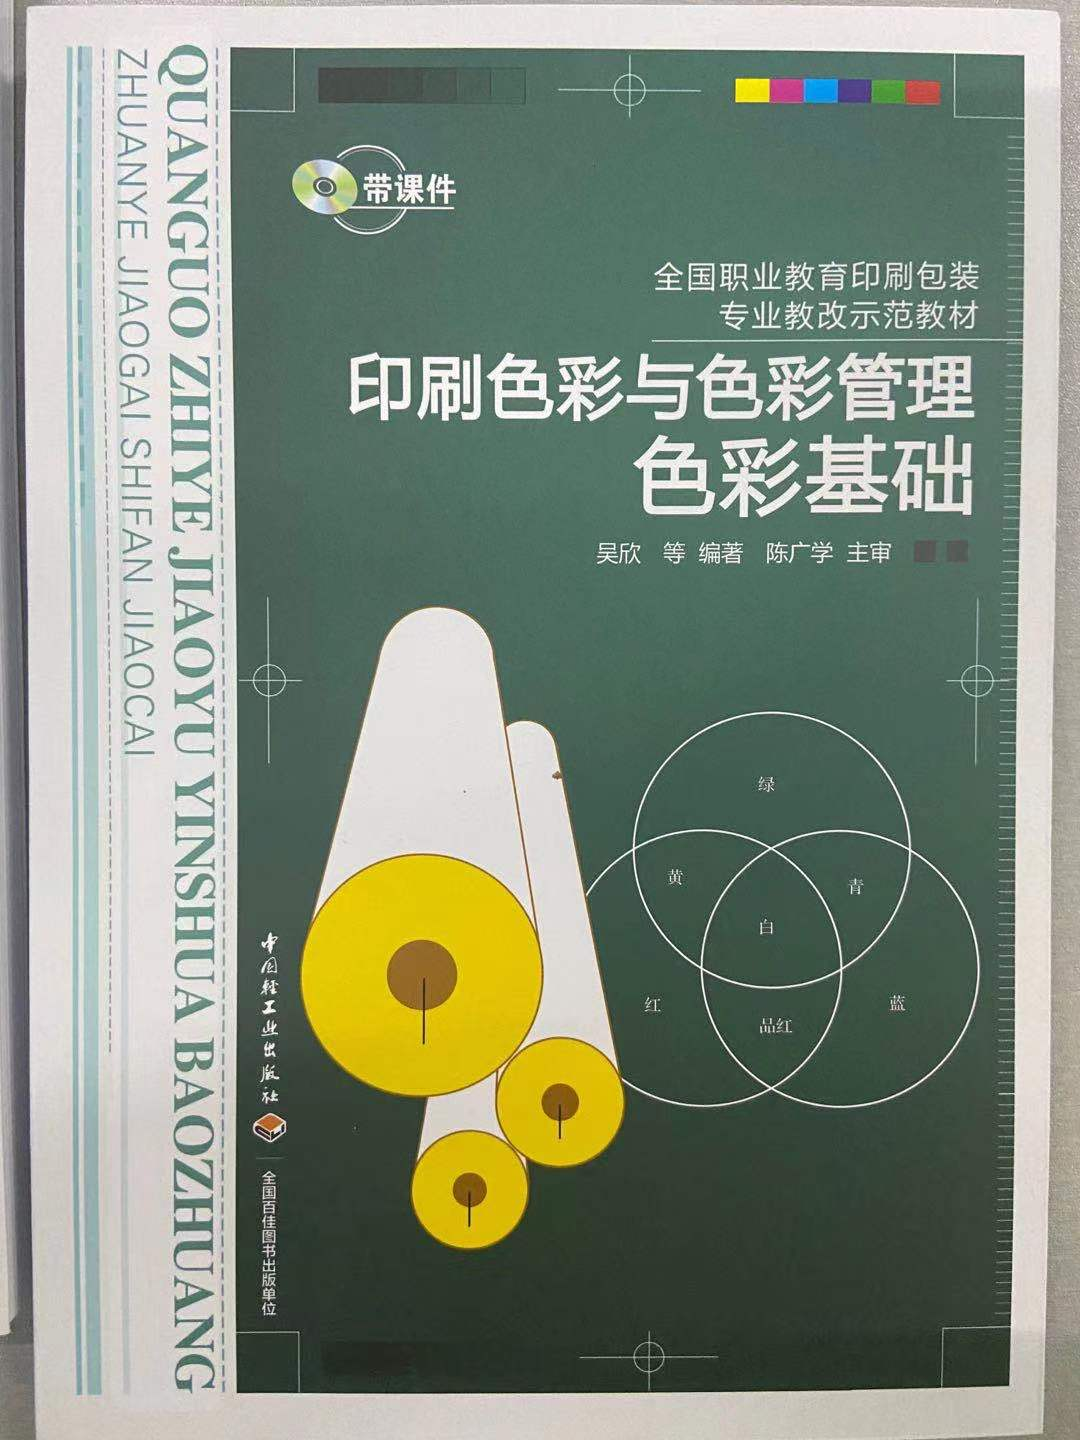 QUANGUO ZHIYE JIAOYU YINSHUA BAOZHUANG
ZHUANYE JIAOGAI SHIFAN JIAOCAI
带课件
全国职业教育印刷包装
专业教改示范教材
印刷色彩与色彩管理
色彩基础
吴欣 等 编著 陈广学 主审
绿
黄
青
白
红
品红
蓝
中国轻工业出版社
全国百佳图书出版单位